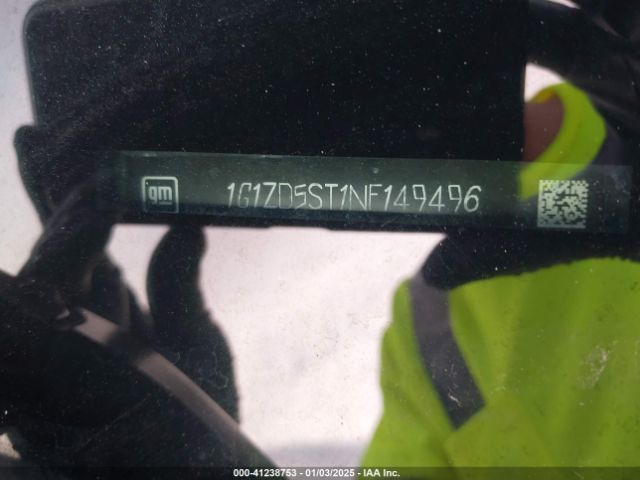 gm 1G1ZD5ST1NF149496
000-41238753 - 01/03/2025 - IAA Inc.